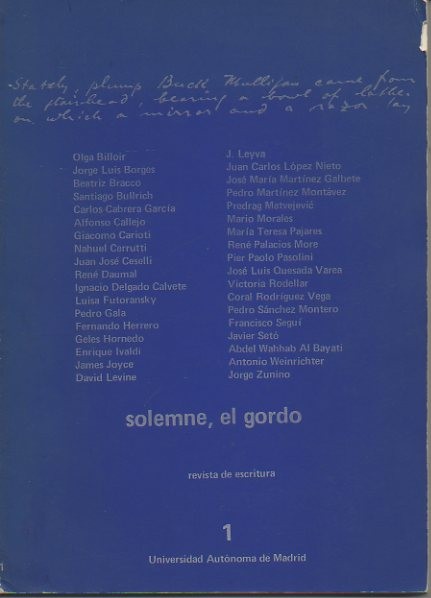 Stately, plump Buck Mulligan came from
the stairhead, bearing a bowl of lather
on which a mirror and a razor lay
Olga Billoir
Jorge Luis Borges
Beatriz Bracco
Santiago Bullrich
Carlos Cabrera García
Alfonso Callejo
Giacomo Carioti
Nahuel Cerrutti
Juan José Ceselli
René Daumal
Ignacio Delgado Calvete
Luisa Futoransky
Pedro Gala
Fernando Herrero
Geles Hornedo
Enrique Ivaldi
James Joyce
David Levine
J. Leyva
Juan Carlos López Nieto
José María Martínez Galbete
Pedro Martínez Montávez
Predrag Matvejević
Mario Morales
María Teresa Pajares
René Palacios More
Pier Paolo Pasolini
José Luis Quesada Varea
Victoria Rodellar
Coral Rodríguez Vega
Pedro Sánchez Montero
Francisco Seguí
Javier Setó
Abdel Wahhab Al Bayati
Antonio Weinrichter
Jorge Zunino
solemne, el gordo
revista de escritura
1
Universidad Autónoma de Madrid